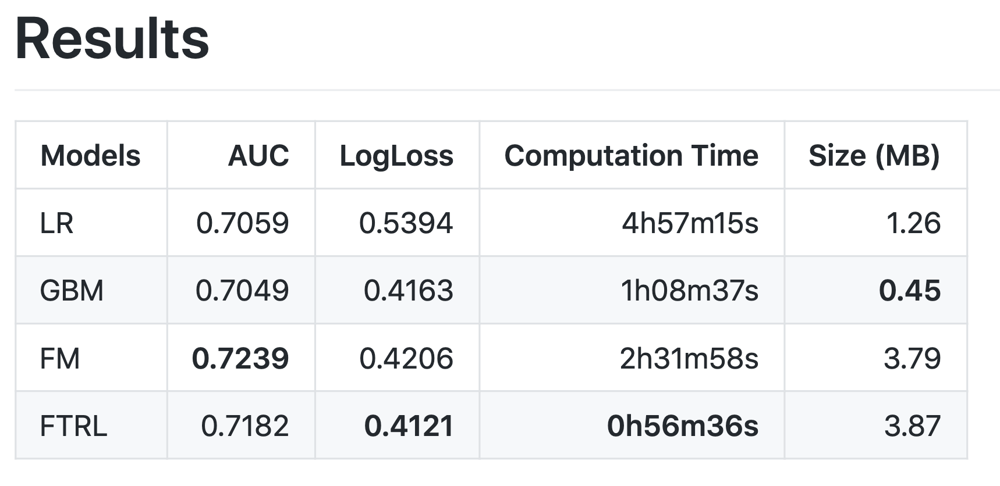 Results
Models AUC LogLoss Computation Time Size (MB)
LR 0.7059 0.5394 4h57m15s 1.26
GBM 0.7049 0.4163 1h08m37s 0.45
FM 0.7239 0.4206 2h31m58s 3.79
FTRL 0.7182 0.4121 0h56m36s 3.87